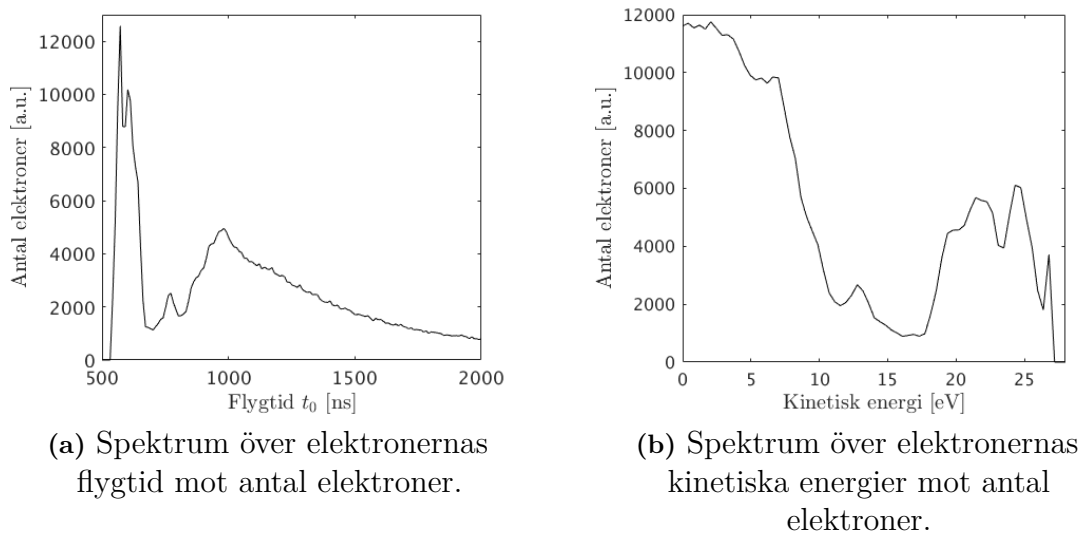 12000
10000
8000
6000
4000
2000
0
Antal elektroner [a.u.]
500
1000
1500
2000
Flygtid t₀ [ns]
(a) Spektrum över elektronernas
flygtid mot antal elektroner.
12000
10000
8000
6000
4000
2000
0
Antal elektroner [a.u.]
0
5
10
15
20
25
Kinetisk energi [eV]
(b) Spektrum över elektronernas
kinetiska energier mot antal
elektroner.